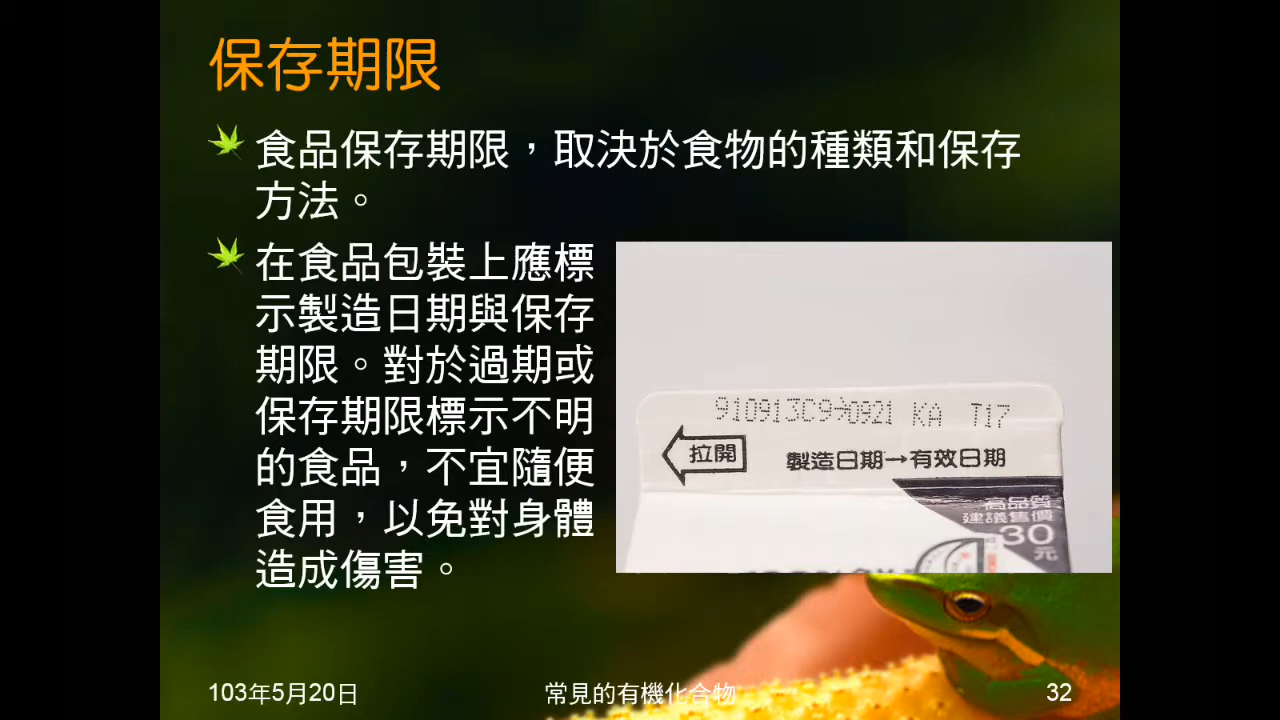 保存期限
食品保存期限，取決於食物的種類和保存
方法。
在食品包裝上應標
示製造日期與保存
期限。對於過期或
保存期限標示不明
的食品，不宜隨便
食用，以免對身體
造成傷害。
910913C9→0921 KA T17
拉開
製造日期→有效日期
高品質
建議售價
30
元
103年5月20日
常見的有機化合物
32